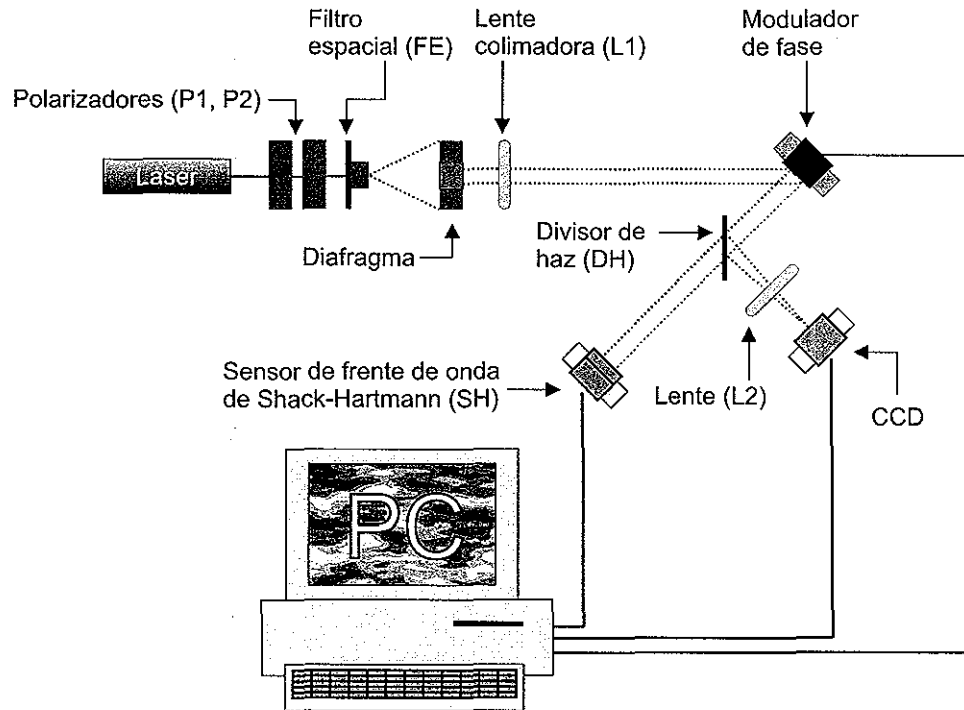 Filtro
espacial (FE)
Lente
colimadora (L1)
Modulador
de fase
Polarizadores (P1, P2)
Laser
Diafragma
Divisor de
haz (DH)
Sensor de frente de onda
de Shack-Hartmann (SH)
Lente (L2)
CCD
PC